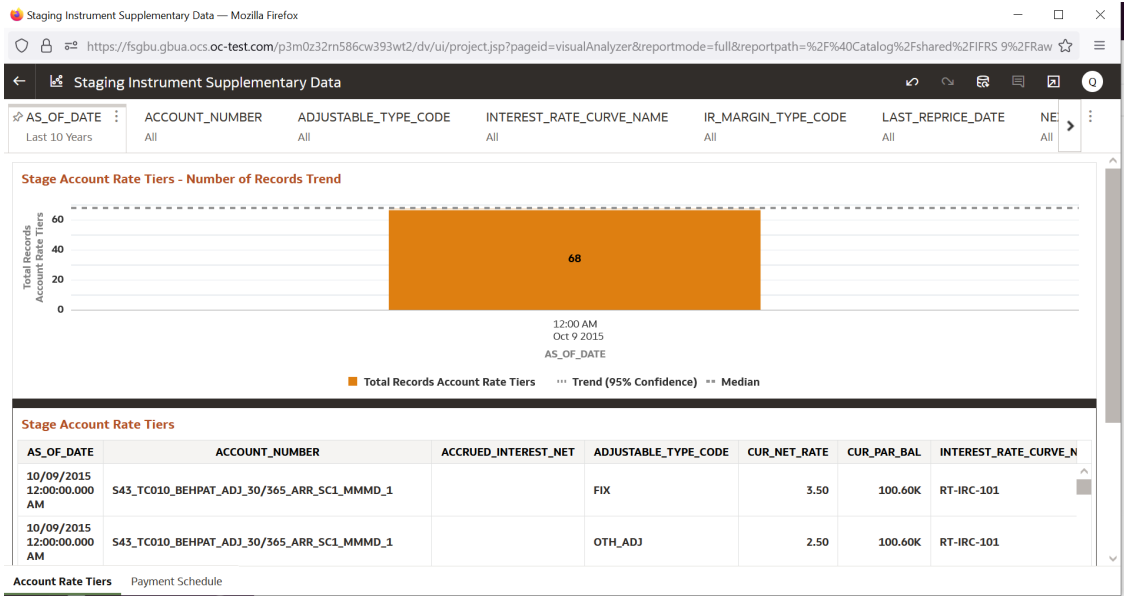 Staging Instrument Supplementary Data — Mozilla Firefox
https://fsgbu.gbua.ocs.oc-test.com/p3m0z32rn586cw393wt2/dv/ui/project.jsp?pageid=visualAnalyzer&reportmode=full&reportpath=%2F%40Catalog%2Fshared%2FIFRS 9%2FRaw
Staging Instrument Supplementary Data
Q
AS_OF_DATE ACCOUNT_NUMBER ADJUSTABLE_TYPE_CODE INTEREST_RATE_CURVE_NAME IR_MARGIN_TYPE_CODE LAST_REPRICE_DATE NE
Last 10 Years All All All All All All
Stage Account Rate Tiers - Number of Records Trend
Total Records
Account Rate Tiers
60
40
20
0
68
12:00 AM
Oct 9 2015
AS_OF_DATE
Total Records Account Rate Tiers Trend (95% Confidence) Median
Stage Account Rate Tiers
AS_OF_DATE ACCOUNT_NUMBER ACCRUED_INTEREST_NET ADJUSTABLE_TYPE_CODE CUR_NET_RATE CUR_PAR_BAL INTEREST_RATE_CURVE_N
10/09/2015
12:00:00.000 S43_TC010_BEHPAT_ADJ_30/365_ARR_SC1_MMMD_1 FIX 3.50 100.60K RT-IRC-101
AM
10/09/2015
12:00:00.000 S43_TC010_BEHPAT_ADJ_30/365_ARR_SC1_MMMD_1 OTH_ADJ 2.50 100.60K RT-IRC-101
AM
Account Rate Tiers Payment Schedule